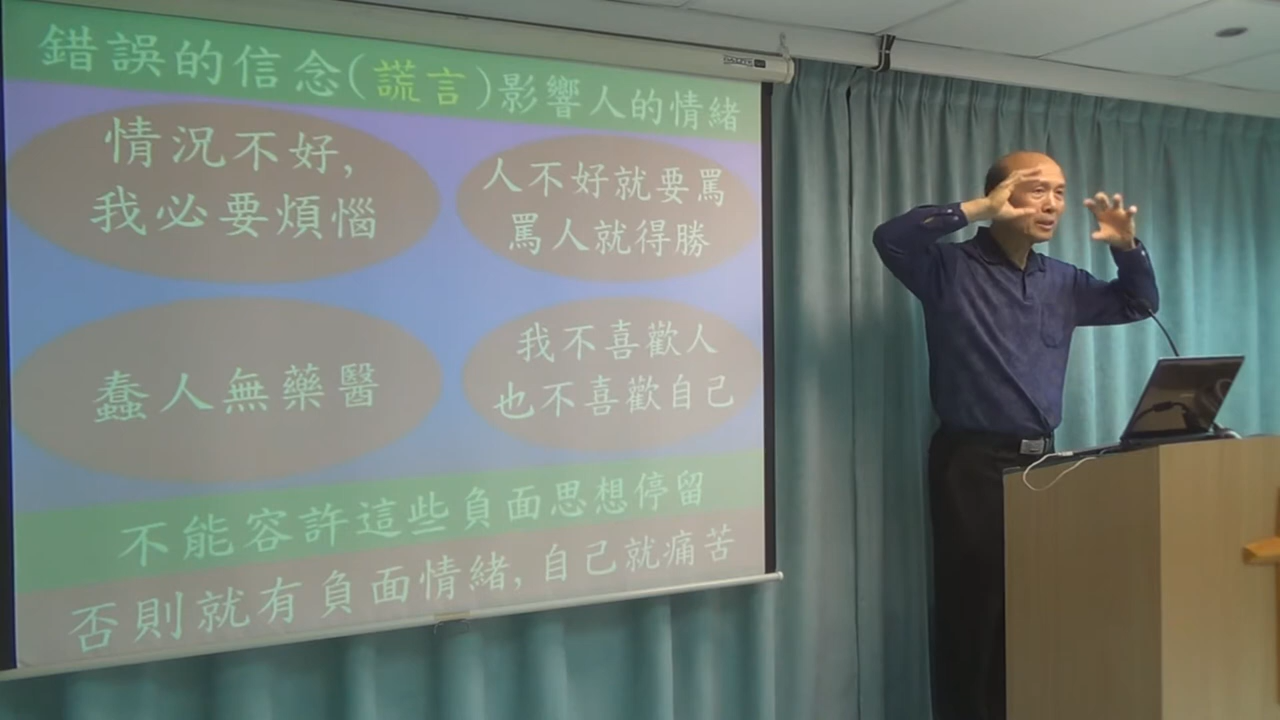 錯誤的信念(謊言)影響人的情緒
情況不好,
我必要煩惱
人不好就要罵
罵人就得勝
蠢人無藥醫
我不喜歡人
也不喜歡自己
不能容許這些負面思想停留
否則就有負面情緒,自己就痛苦